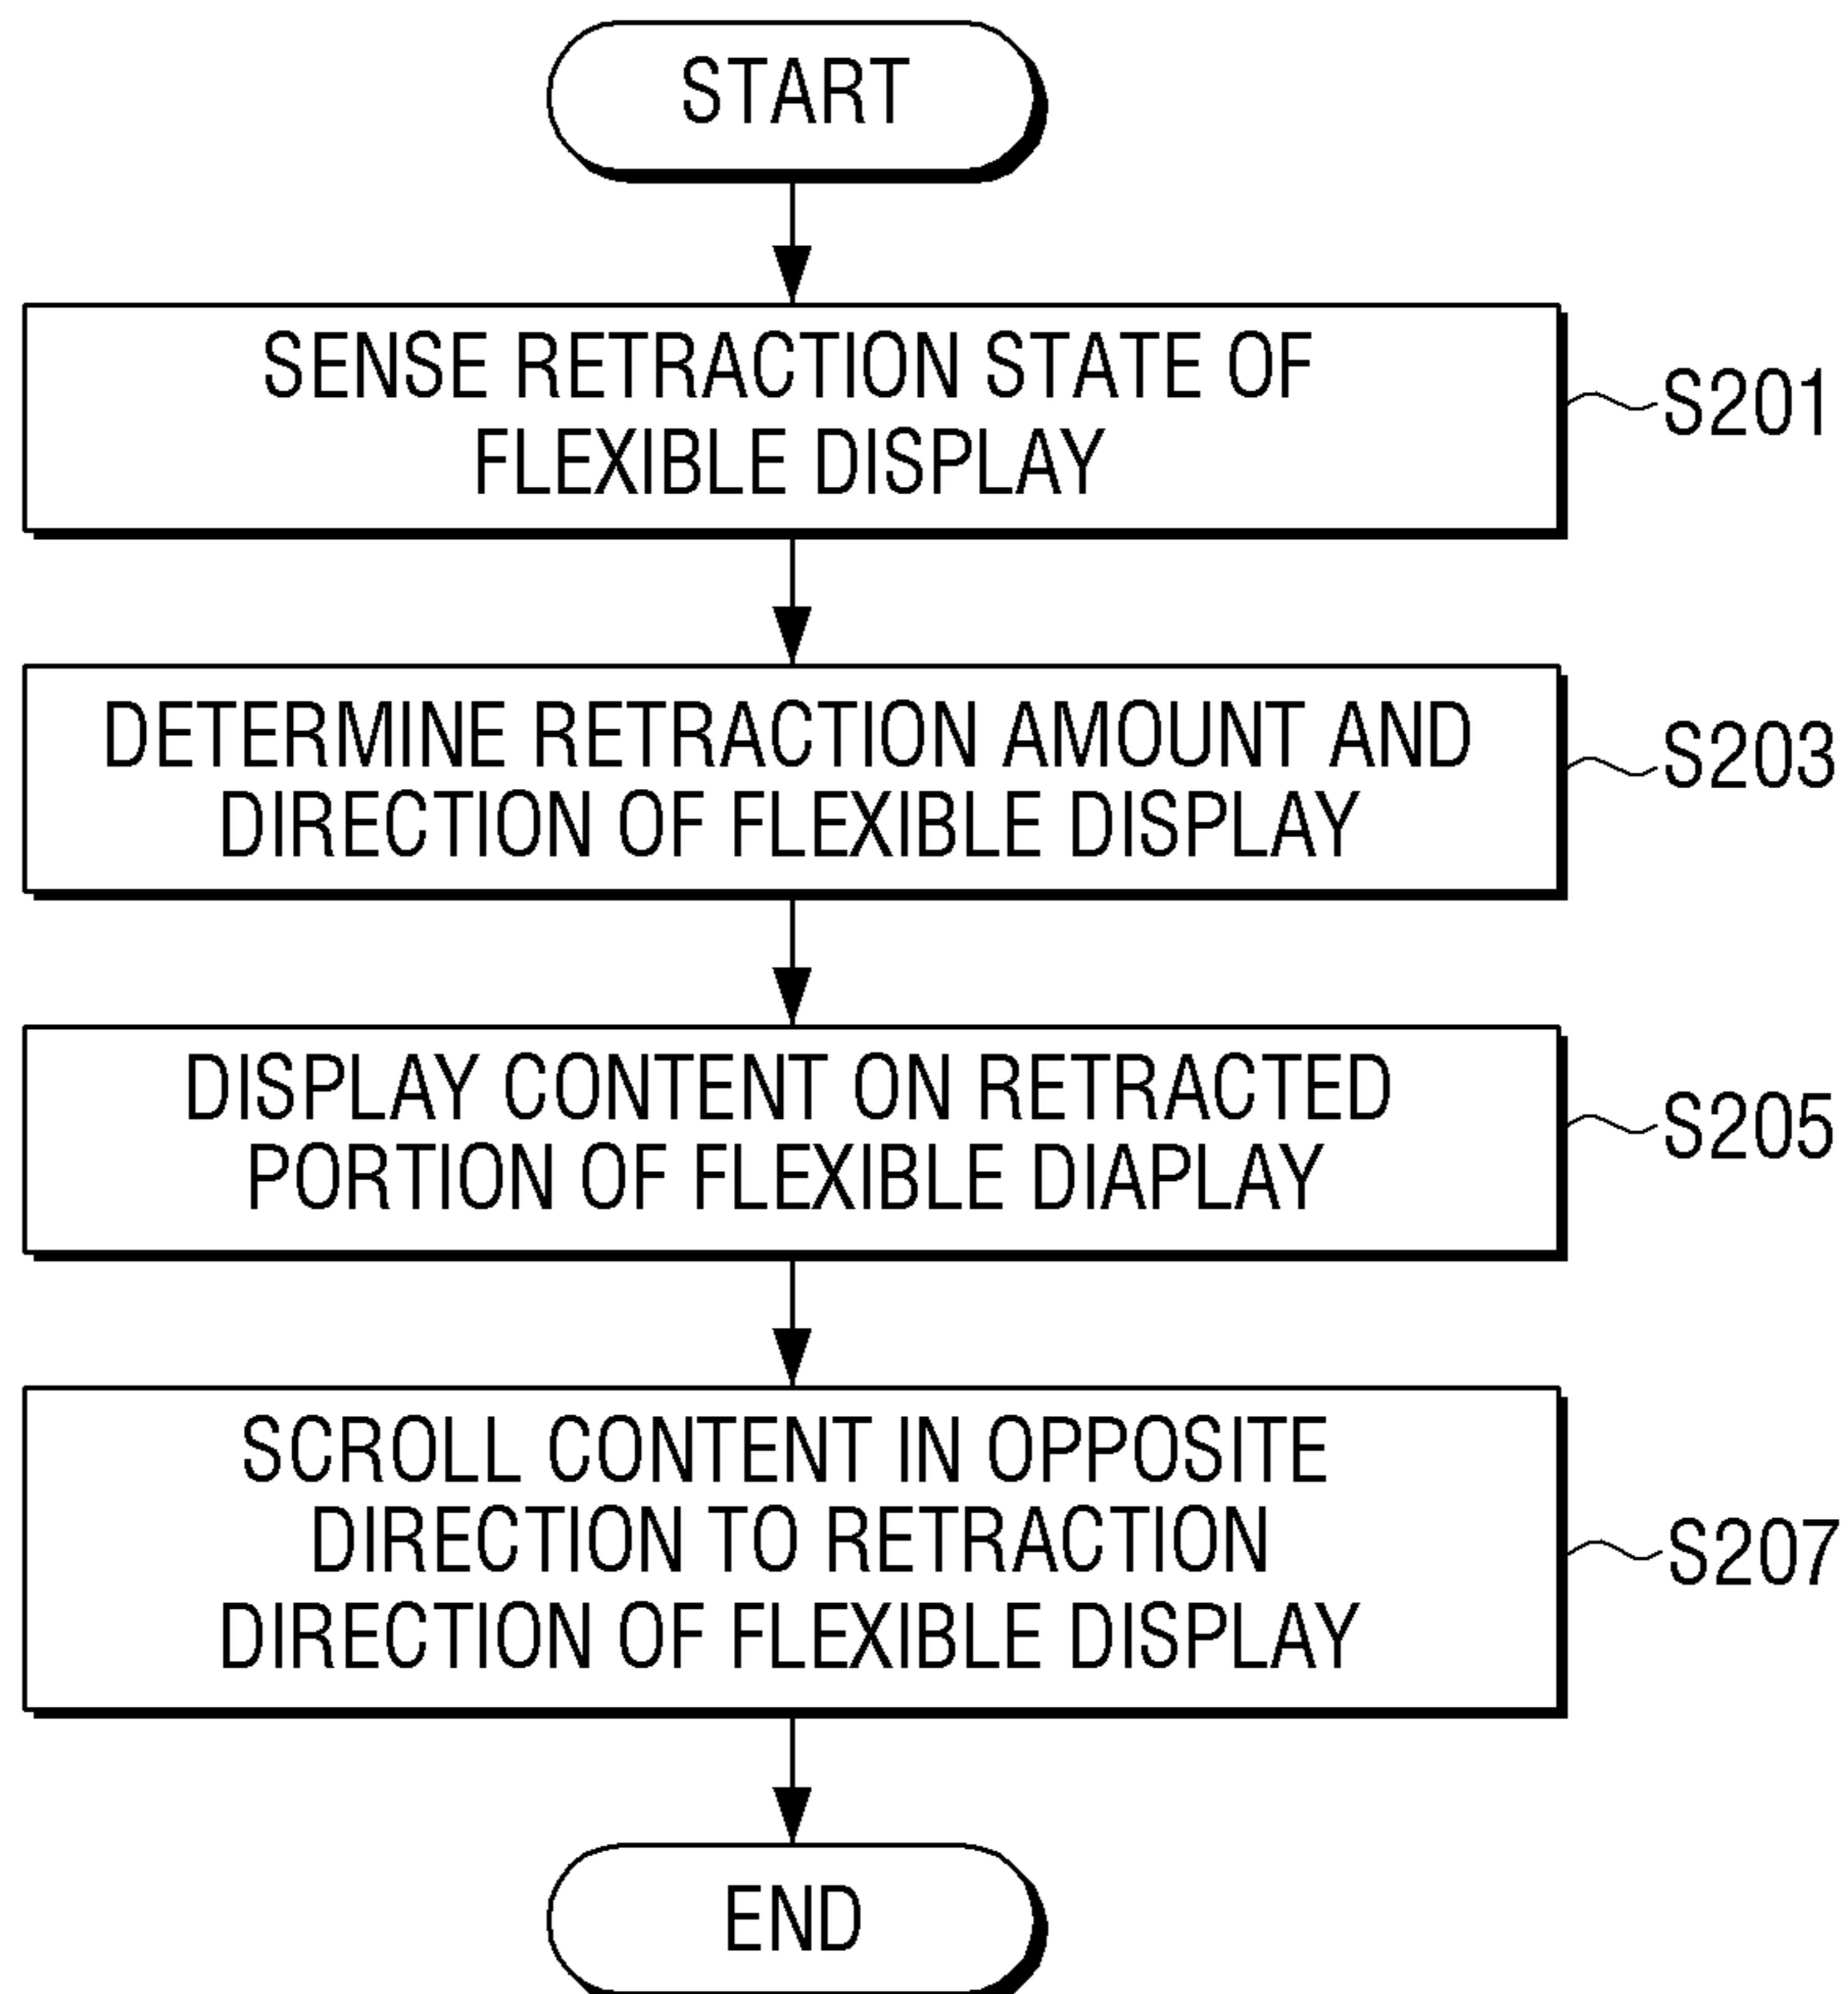 START
SENSE RETRACTION STATE OF
FLEXIBLE DISPLAY
S201
DETERMINE RETRACTION AMOUNT AND
DIRECTION OF FLEXIBLE DISPLAY
S203
DISPLAY CONTENT ON RETRACTED
PORTION OF FLEXIBLE DIAPLAY
S205
SCROLL CONTENT IN OPPOSITE
DIRECTION TO RETRACTION
DIRECTION OF FLEXIBLE DISPLAY
S207
END